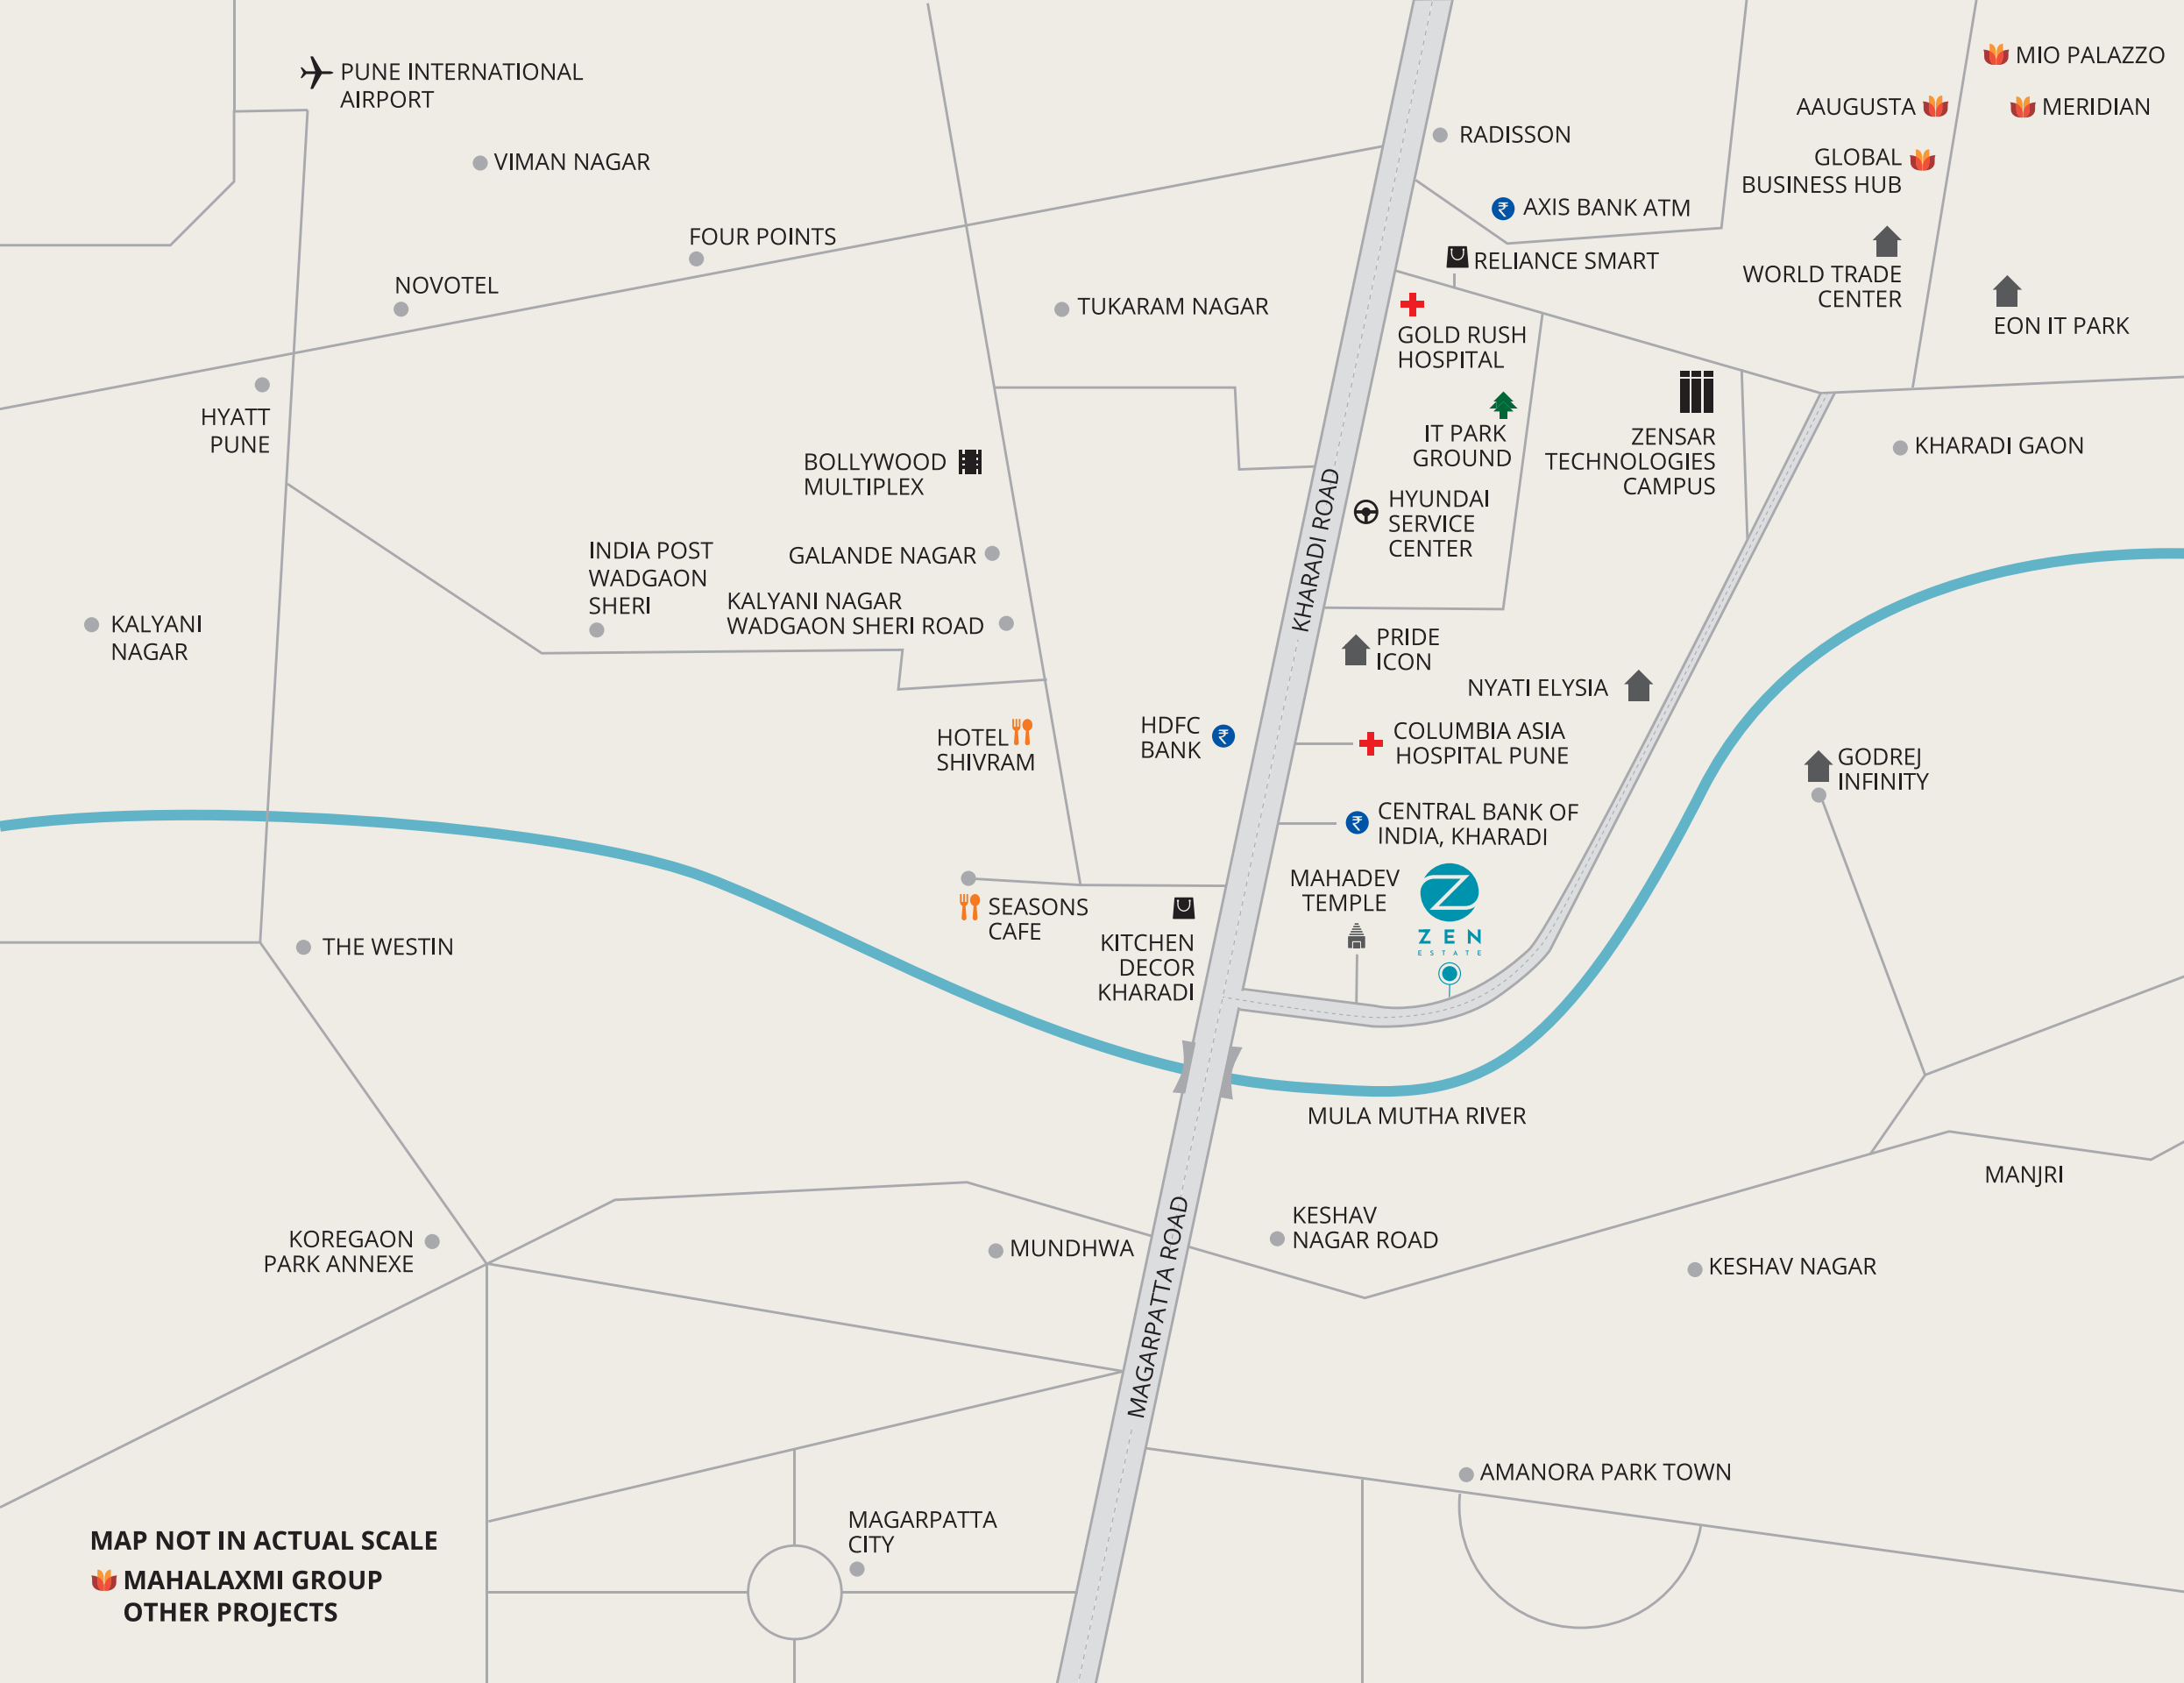 MIO PALAZZO
PUNE INTERNATIONAL
AIRPORT
AAUGUSTA
MERIDIAN
RADISSON
VIMAN NAGAR
GLOBAL
BUSINESS HUB
AXIS BANK ATM
FOUR POINTS
RELIANCE SMART
WORLD TRADE
CENTER
NOVOTEL
TUKARAM NAGAR
EON IT PARK
GOLD RUSH
HOSPITAL
HYATT
PUNE
IT PARK
GROUND
ZENSAR
TECHNOLOGIES
CAMPUS
KHARADI GAON
BOLLYWOOD
MULTIPLEX
KHARADI ROAD
HYUNDAI
SERVICE
CENTER
INDIA POST
WADGAON
SHERI
GALANDE NAGAR
KALYANI NAGAR
WADGAON SHERI ROAD
KALYANI
NAGAR
PRIDE
ICON
NYATI ELYSIA
HOTEL
SHIVRAM
HDFC
BANK
COLUMBIA ASIA
HOSPITAL PUNE
GODREJ
INFINITY
CENTRAL BANK OF
INDIA, KHARADI
MAHADEV
TEMPLE
Z
ZEN
ESTATE
SEASONS
CAFE
KITCHEN
DECOR
KHARADI
THE WESTIN
MULA MUTHA RIVER
MANJRI
MAGARPATTA ROAD
KOREGAON
PARK ANNEXE
MUNDHWA
KESHAV
NAGAR ROAD
KESHAV NAGAR
AMANORA PARK TOWN
MAGARPATTA
CITY
MAP NOT IN ACTUAL SCALE
MAHALAXMI GROUP
OTHER PROJECTS